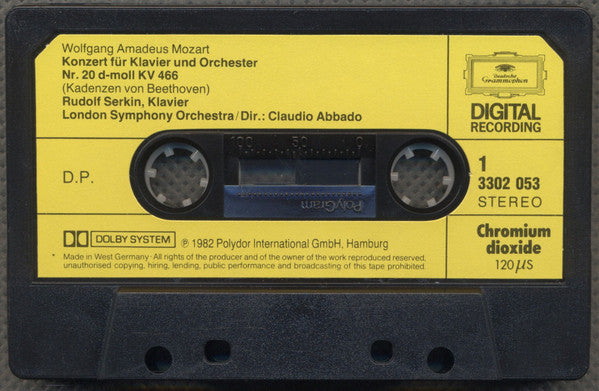 Wolfgang Amadeus Mozart
Konzert für Klavier und Orchester
Nr. 20 d-moll KV 466
(Kadenzen von Beethoven)
Rudolf Serkin, Klavier
London Symphony Orchestra/Dir.: Claudio Abbado
Deutsche
Grammophon
DIGITAL
RECORDING
100 50 0
D.P.
PolyGram
1
3302 053
STEREO
DOLBY SYSTEM ℗ 1982 Polydor International GmbH, Hamburg
Made in West Germany · All rights of the producer and of the owner of the work reproduced reserved,
unauthorised copying, hiring, lending, public performance and broadcasting of this tape prohibited.
Chromium
dioxide
120 µS